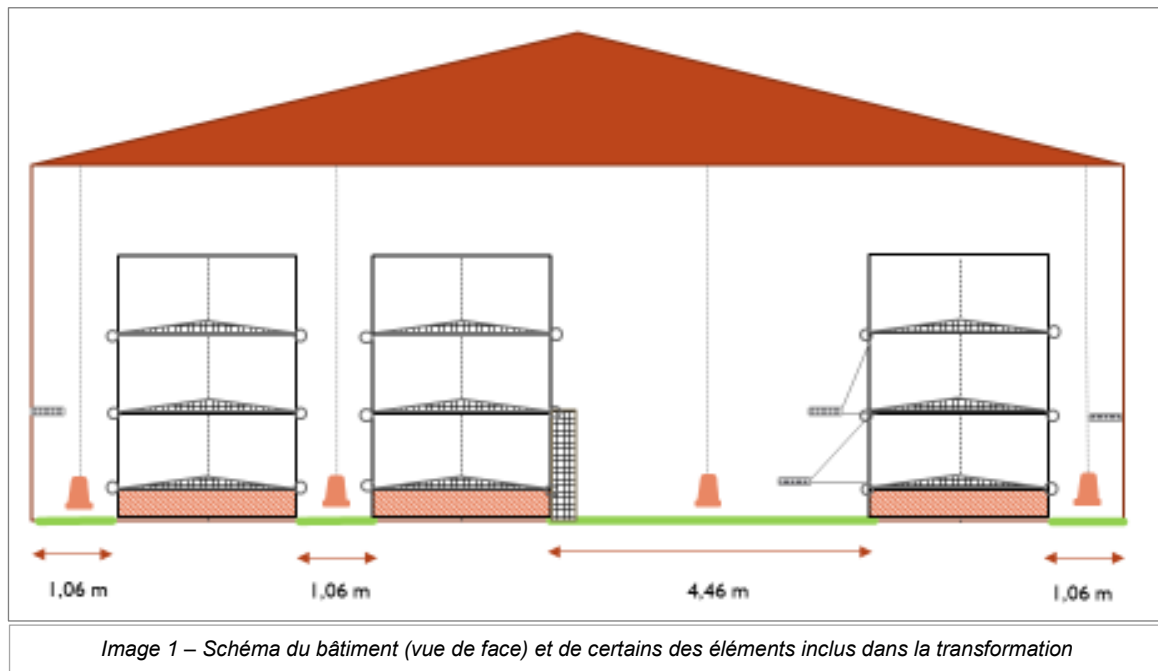 1,06 m
1,06 m
4,46 m
1,06 m
Image 1 – Schéma du bâtiment (vue de face) et de certains des éléments inclus dans la transformation